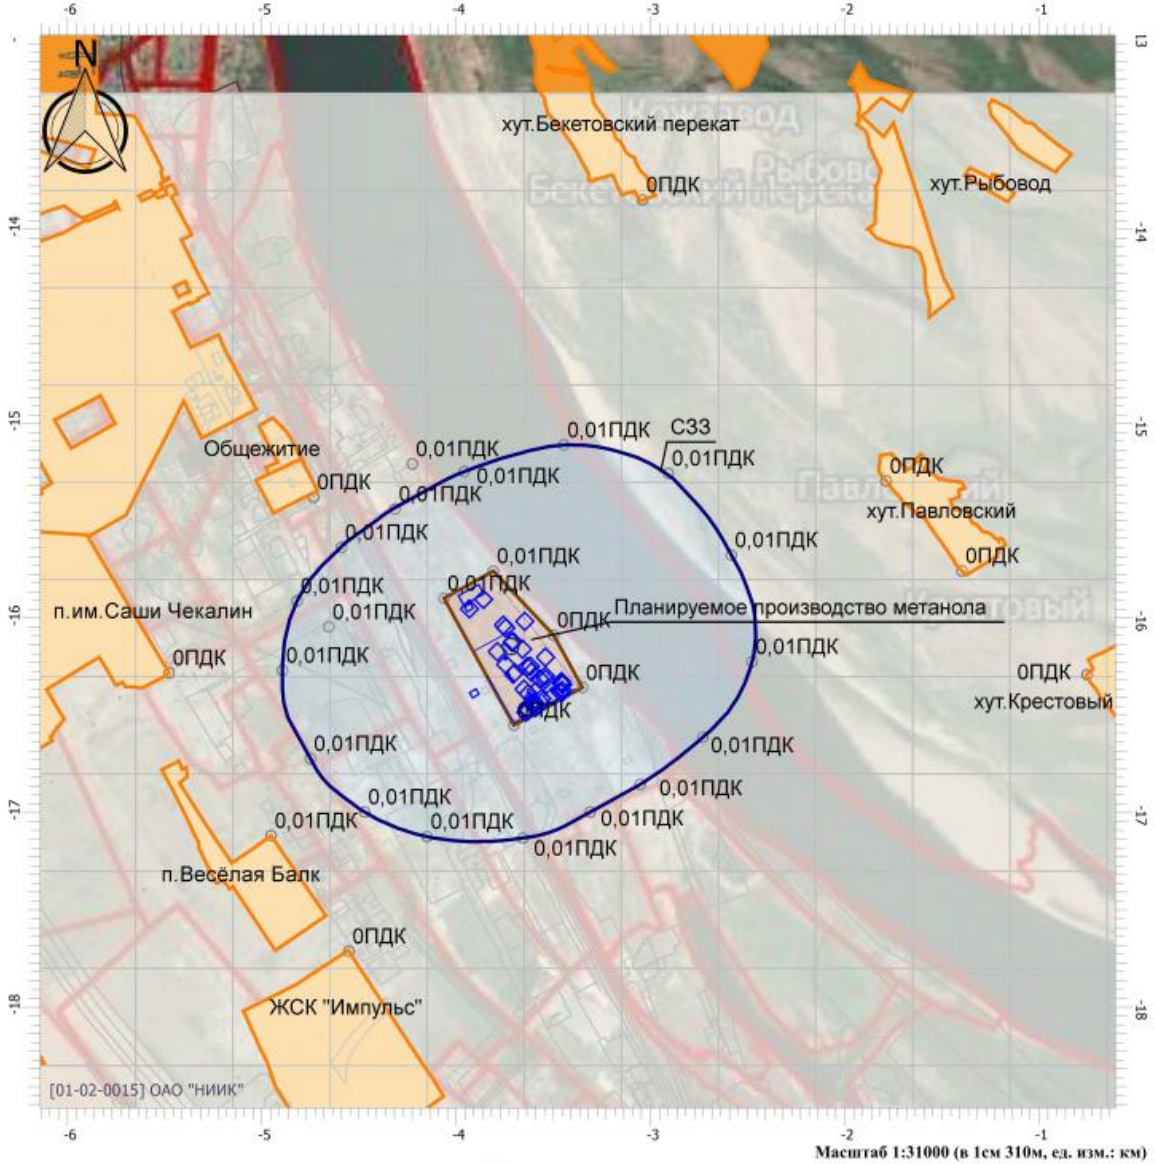 -6 -5 -4 -3 -2 -1
13
N
Кожзавод
хут.Бекетовский перекат
0ПДК
хут.Рыбовод
-14 -14
-15 -15
0,01ПДК
СЗЗ
Общежитие
0,01ПДК
0,01ПДК
0,01ПДК
0ПДК
0ПДК
0,01ПДК
хут.Павловский
0,01ПДК
0,01ПДК
0,01ПДК
0ПДК
0,01ПДК
0,01ПДК
п.им.Саши Чекалин
0,01ПДК
Планируемое производство метанола
0ПДК
-16 -16
0,01ПДК
0,01ПДК
0ПДК
0ПДК
0ПДК
хут.Крестовый
0,01ПДК
0,01ПДК
0,01ПДК
0,01ПДК
0,01ПДК
0,01ПДК
0,01ПДК
0,01ПДК
-17 -17
п.Весёлая Балк
0ПДК
ЖСК "Импульс"
-18 -18
[01-02-0015] ОАО "НИИК"
-6 -5 -4 -3 -2 -1
Масштаб 1:31000 (в 1см 310м, ед. изм.: км)